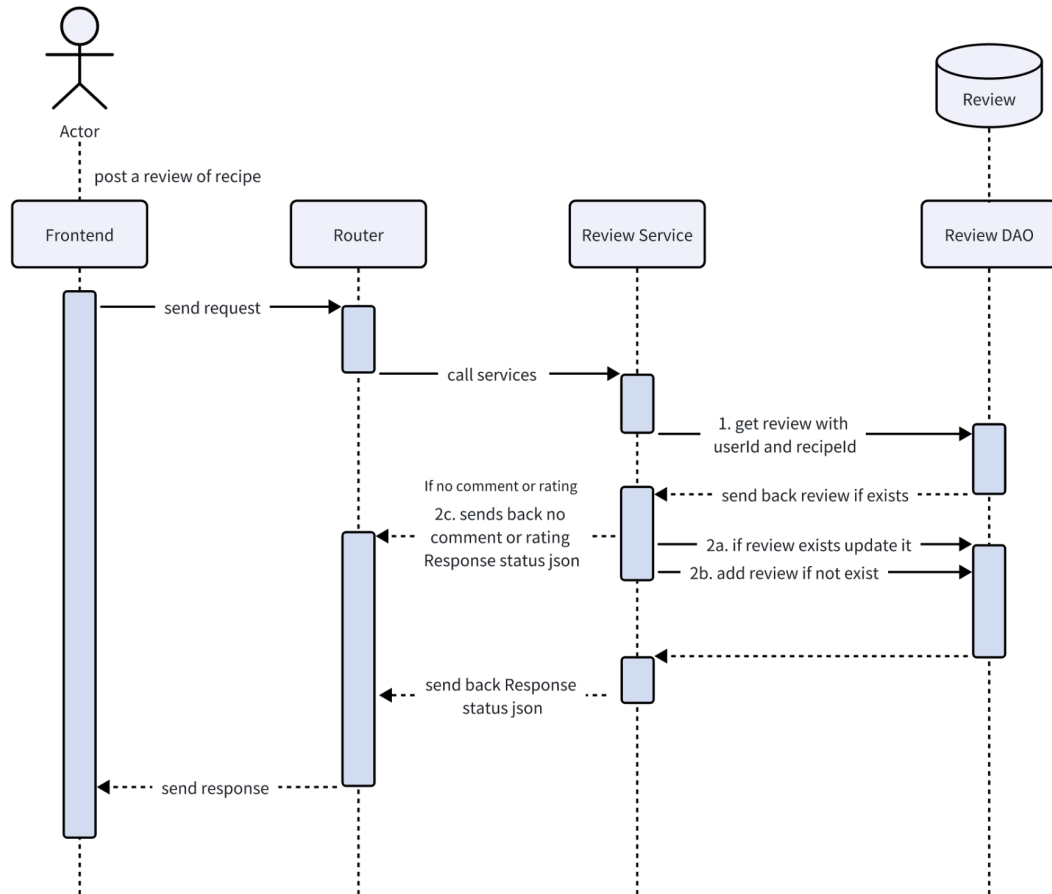 Actor
Review
post a review of recipe
Frontend
Router
Review Service
Review DAO
send request
call services
1. get review with
userId and recipeId
If no comment or rating
send back review if exists
2c. sends back no
comment or rating
Response status json
2a. if review exists update it
2b. add review if not exist
send back Response
status json
send response